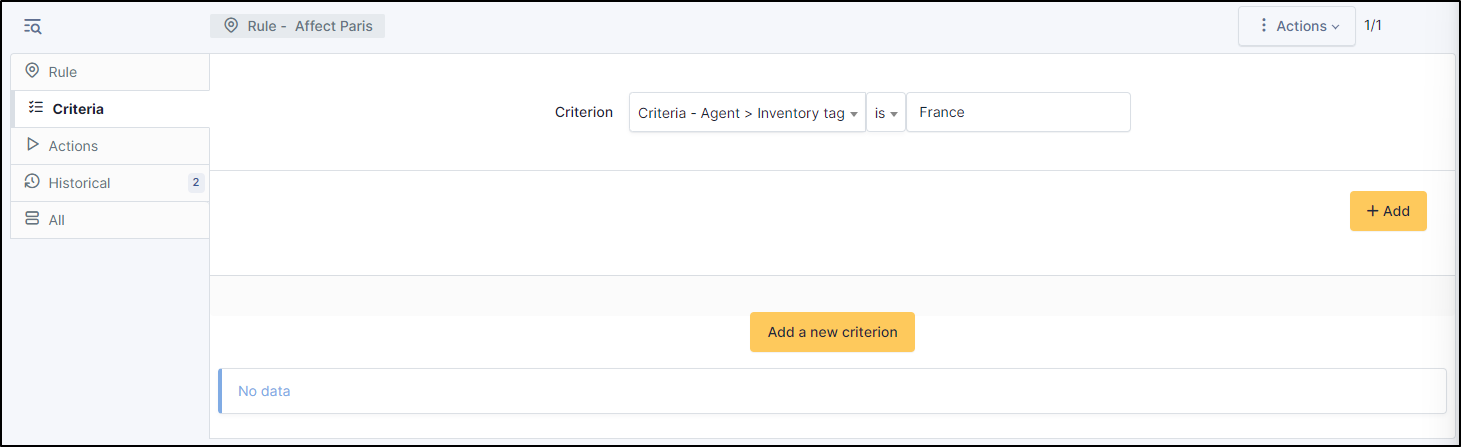 Rule - Affect Paris
Actions
1/1
Rule
Criteria
Actions
Historical 2
All
Criterion
Criteria - Agent > Inventory tag
is
France
+ Add
Add a new criterion
No data